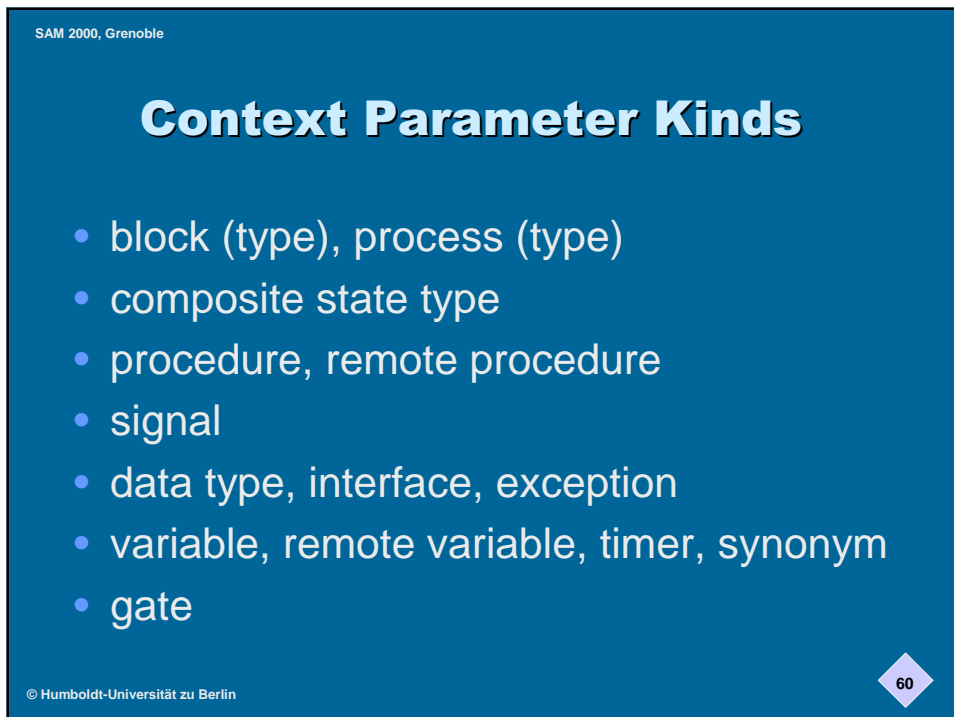 SAM 2000, Grenoble
Context Parameter Kinds
• block (type), process (type)
• composite state type
• procedure, remote procedure
• signal
• data type, interface, exception
• variable, remote variable, timer, synonym
• gate
© Humboldt-Universität zu Berlin
60